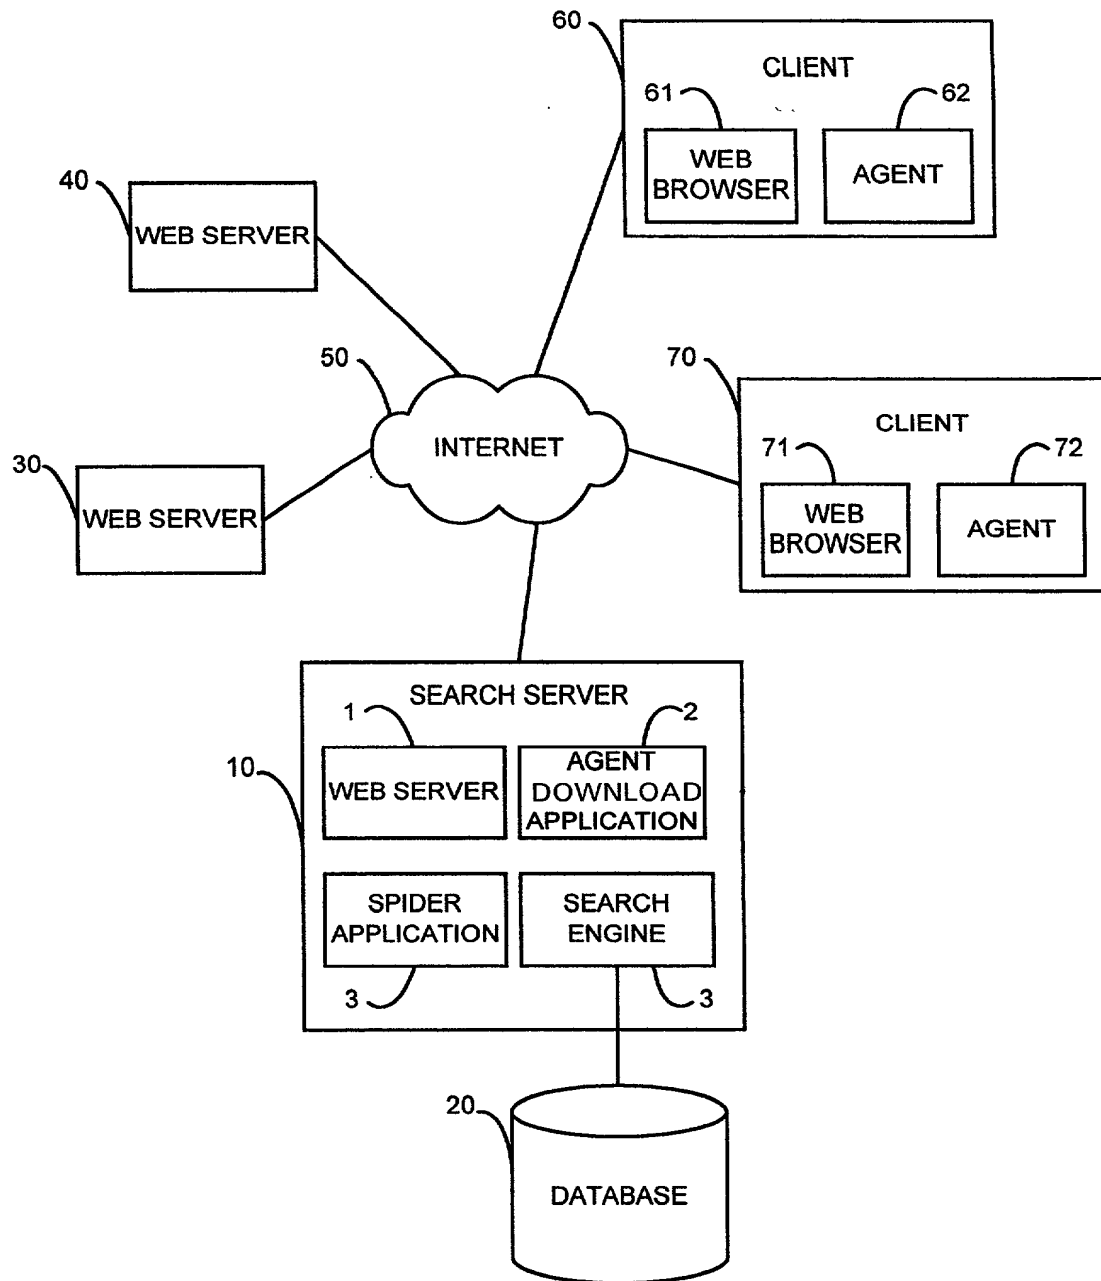 60
CLIENT
61
62
WEB
BROWSER
AGENT
40
WEB SERVER
50
INTERNET
70
CLIENT
71
72
WEB
BROWSER
AGENT
30
WEB SERVER
SEARCH SERVER
1
2
10
WEB SERVER
AGENT
DOWNLOAD
APPLICATION
SPIDER
APPLICATION
SEARCH
ENGINE
3
3
20
DATABASE